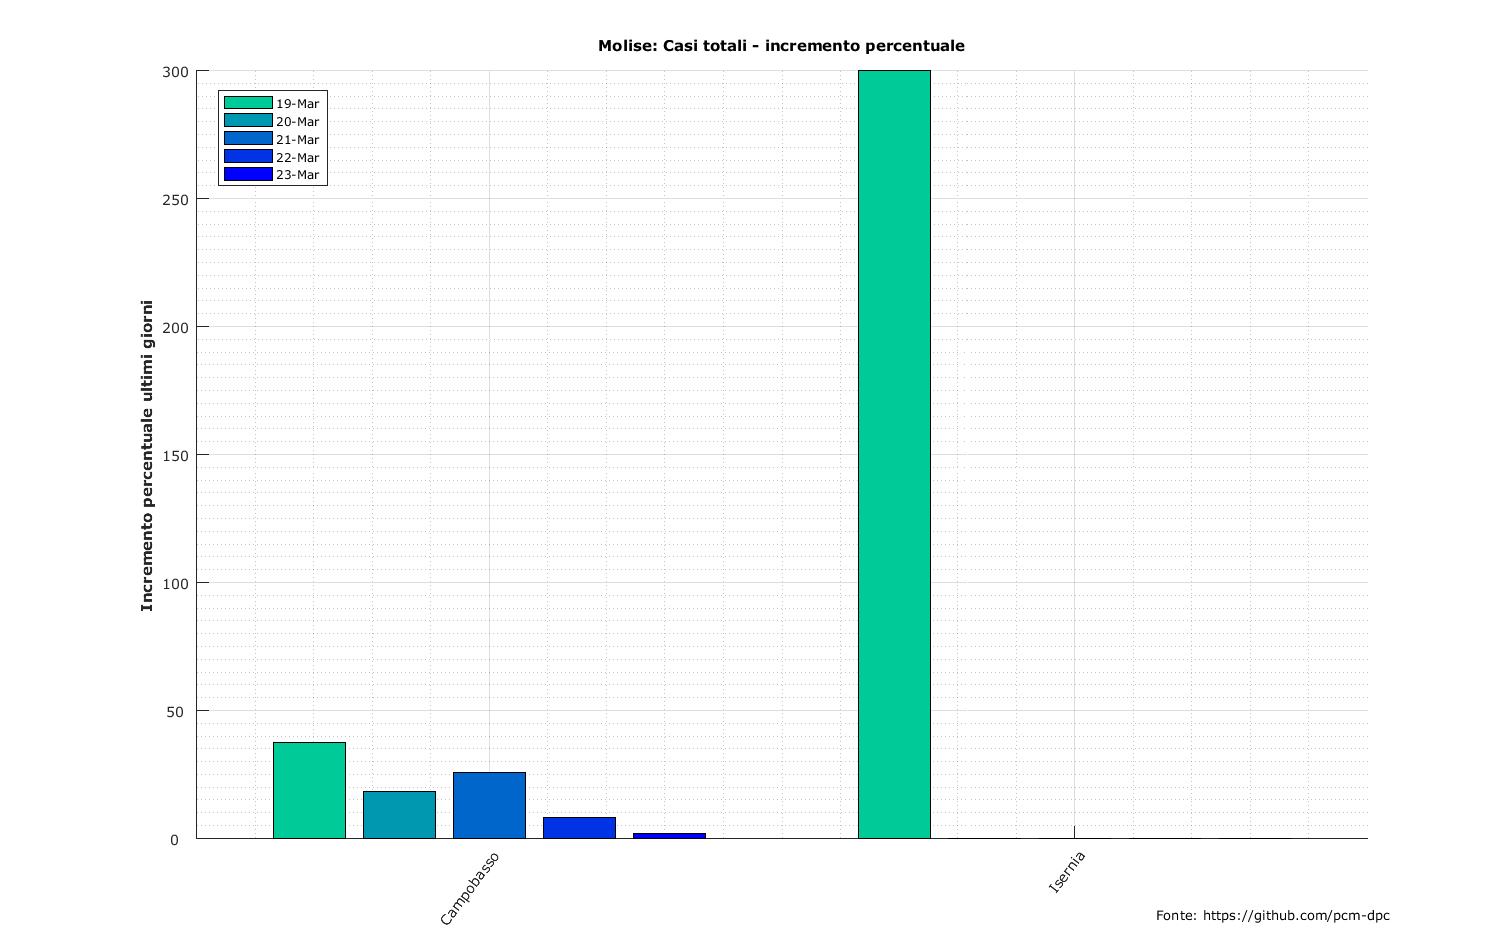 Molise: Casi totali - incremento percentuale
300
250
200
150
100
50
0
Incremento percentuale ultimi giorni
19-Mar
20-Mar
21-Mar
22-Mar
23-Mar
Campobasso
Isernia
Fonte: https://github.com/pcm-dpc